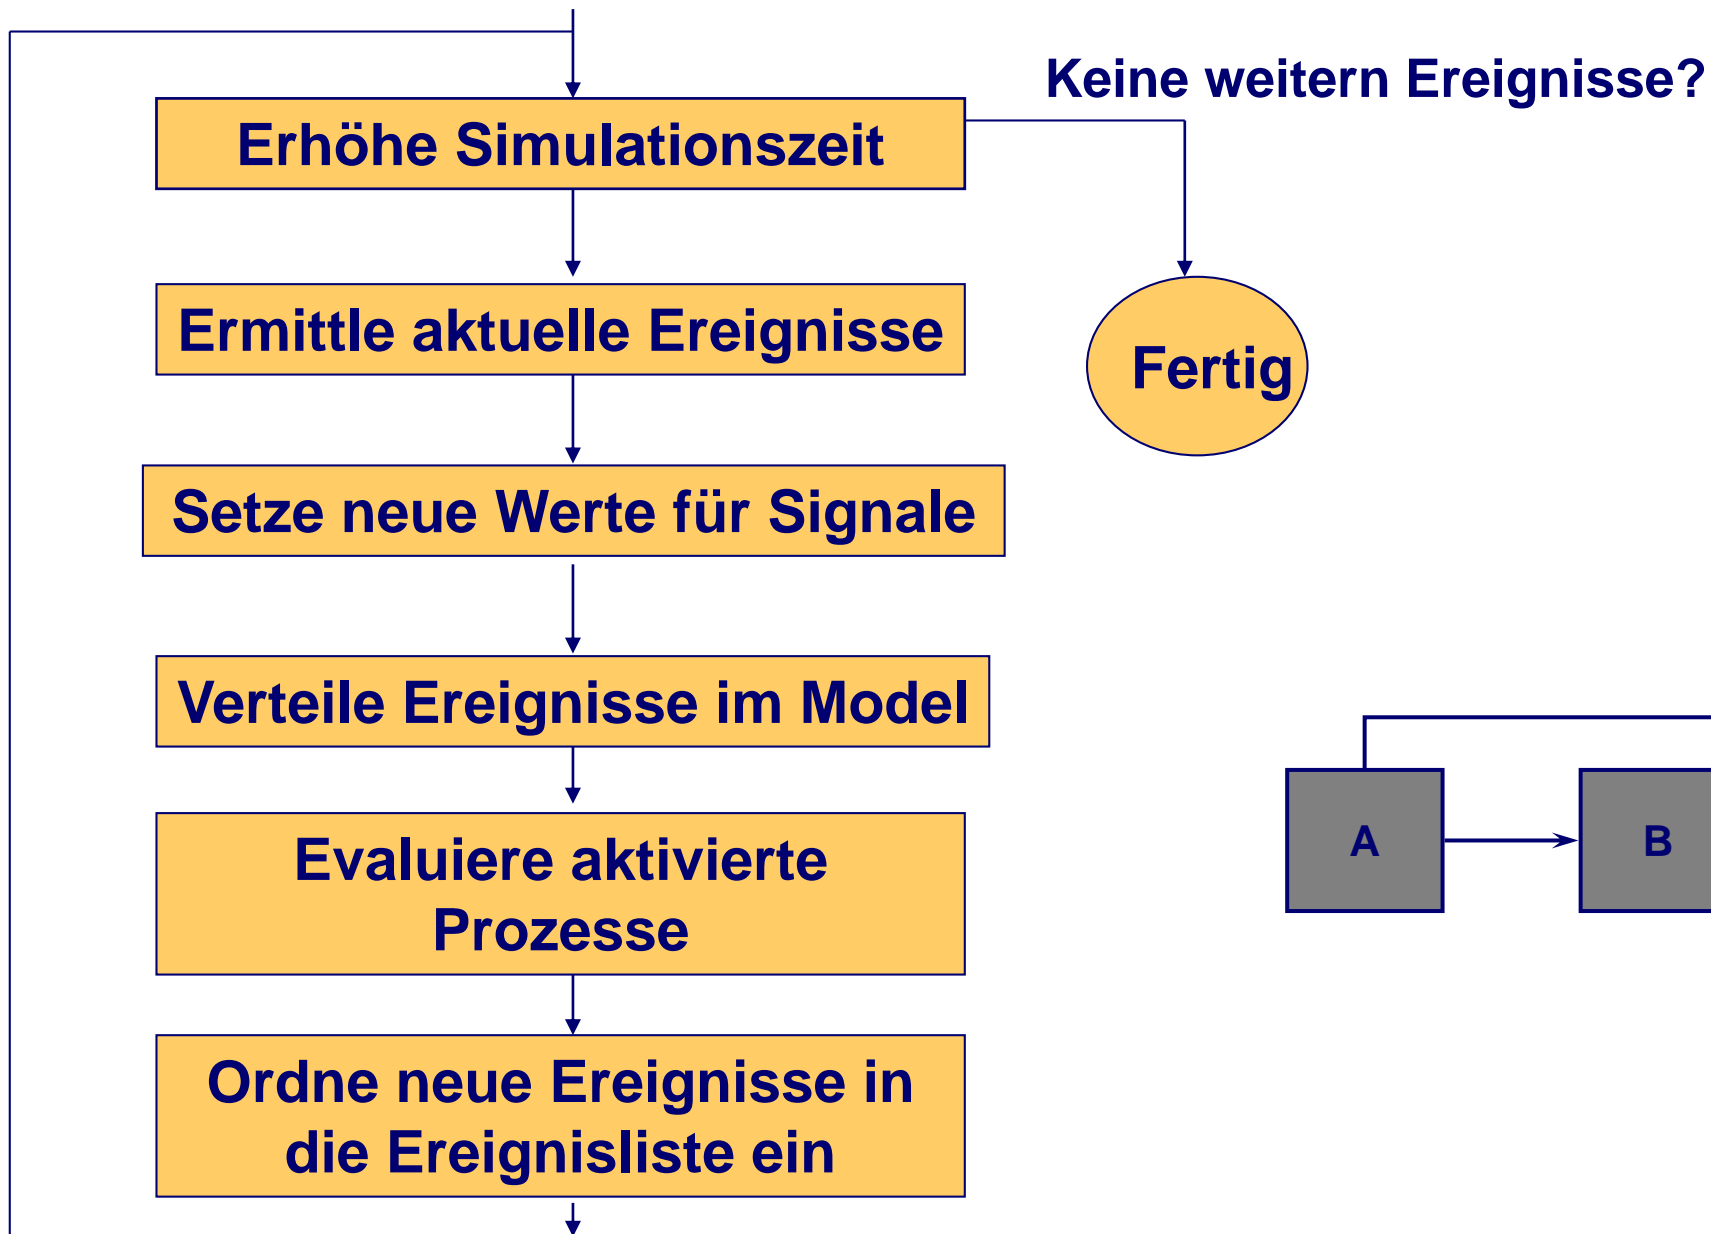 Keine weitern Ereignisse?
Erhöhe Simulationszeit
Ermittle aktuelle Ereignisse
Fertig
Setze neue Werte für Signale
Verteile Ereignisse im Model
A
B
Evaluiere aktivierte
Prozesse
Ordne neue Ereignisse in
die Ereignisliste ein